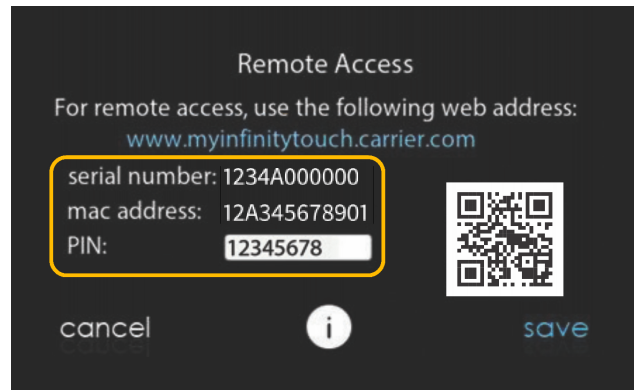 Remote Access
For remote access, use the following web address:
www.myinfinitytouch.carrier.com
serial number: 1234A000000
mac address: 12A345678901
PIN: 12345678
cancel i save